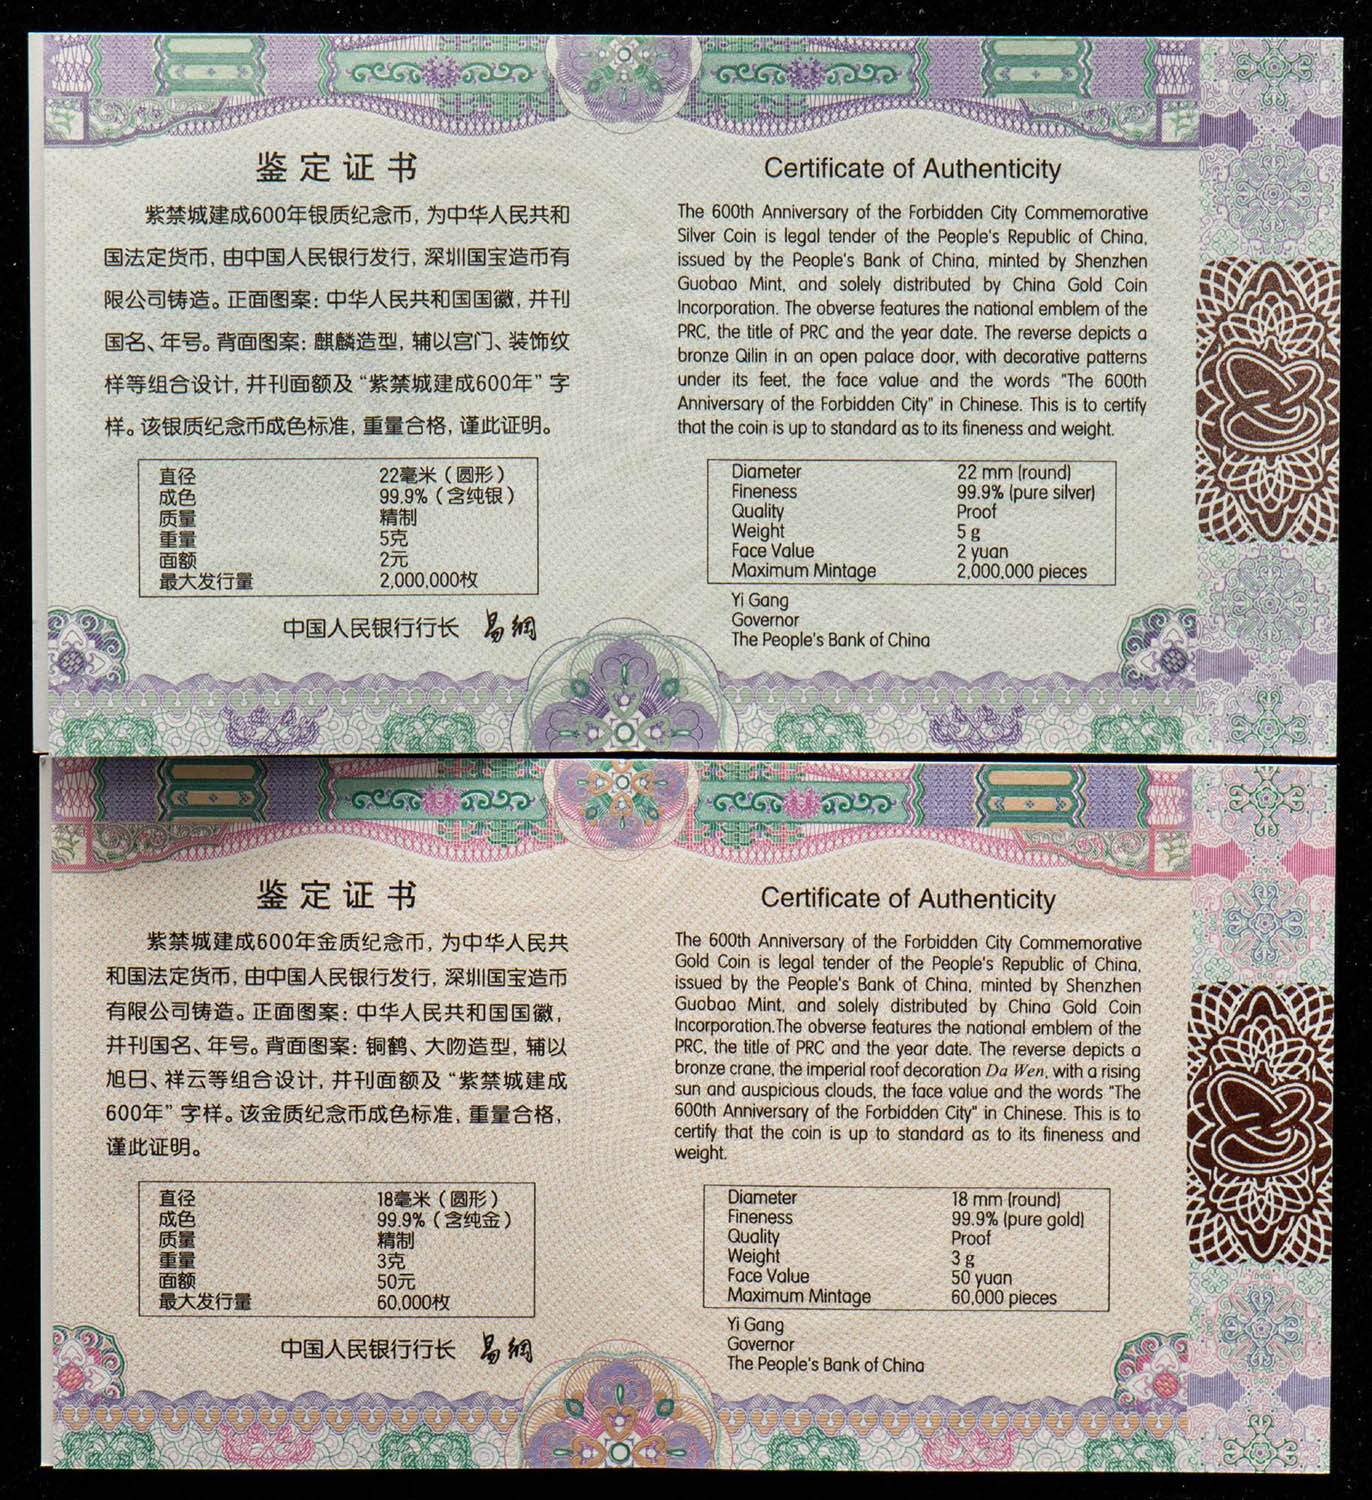 鉴定证书
紫禁城建成600年银质纪念币，为中华人民共和
国法定货币，由中国人民银行发行，深圳国宝造币有
限公司铸造。正面图案：中华人民共和国国徽，并刊
国名、年号。背面图案：麒麟造型，辅以宫门、装饰纹
样等组合设计，并刊面额及“紫禁城建成600年”字
样。该银质纪念币成色标准，重量合格，谨此证明。
直径 22毫米（圆形）
成色 99.9%（含纯银）
质量 精制
重量 5克
面额 2元
最大发行量 2,000,000枚
中国人民银行行长 易纲
Certificate of Authenticity
The 600th Anniversary of the Forbidden City Commemorative
Silver Coin is legal tender of the People's Republic of China,
issued by the People's Bank of China, minted by Shenzhen
Guobao Mint, and solely distributed by China Gold Coin
Incorporation. The obverse features the national emblem of the
PRC, the title of PRC and the year date. The reverse depicts a
bronze Qilin in an open palace door, with decorative patterns
under its feet, the face value and the words "The 600th
Anniversary of the Forbidden City" in Chinese. This is to certify
that the coin is up to standard as to its fineness and weight.
Diameter 22 mm (round)
Fineness 99.9% (pure silver)
Quality Proof
Weight 5 g
Face Value 2 yuan
Maximum Mintage 2,000,000 pieces
Yi Gang
Governor
The People's Bank of China
鉴定证书
紫禁城建成600年金质纪念币，为中华人民共
和国法定货币，由中国人民银行发行，深圳国宝造币
有限公司铸造。正面图案：中华人民共和国国徽，
并刊国名、年号。背面图案：铜鹤、大吻造型，辅以
旭日、祥云等组合设计，并刊面额及“紫禁城建成
600年”字样。该金质纪念币成色标准，重量合格，
谨此证明。
直径 18毫米（圆形）
成色 99.9%（含纯金）
质量 精制
重量 3克
面额 50元
最大发行量 60,000枚
中国人民银行行长 易纲
Certificate of Authenticity
The 600th Anniversary of the Forbidden City Commemorative
Gold Coin is legal tender of the People's Republic of China,
issued by the People's Bank of China, minted by Shenzhen
Guobao Mint, and solely distributed by China Gold Coin
Incorporation.The obverse features the national emblem of the
PRC, the title of PRC and the year date. The reverse depicts a
bronze crane, the imperial roof decoration Da Wen, with a rising
sun and auspicious clouds, the face value and the words "The
600th Anniversary of the Forbidden City" in Chinese. This is to
certify that the coin is up to standard as to its fineness and
weight.
Diameter 18 mm (round)
Fineness 99.9% (pure gold)
Quality Proof
Weight 3 g
Face Value 50 yuan
Maximum Mintage 60,000 pieces
Yi Gang
Governor
The People's Bank of China